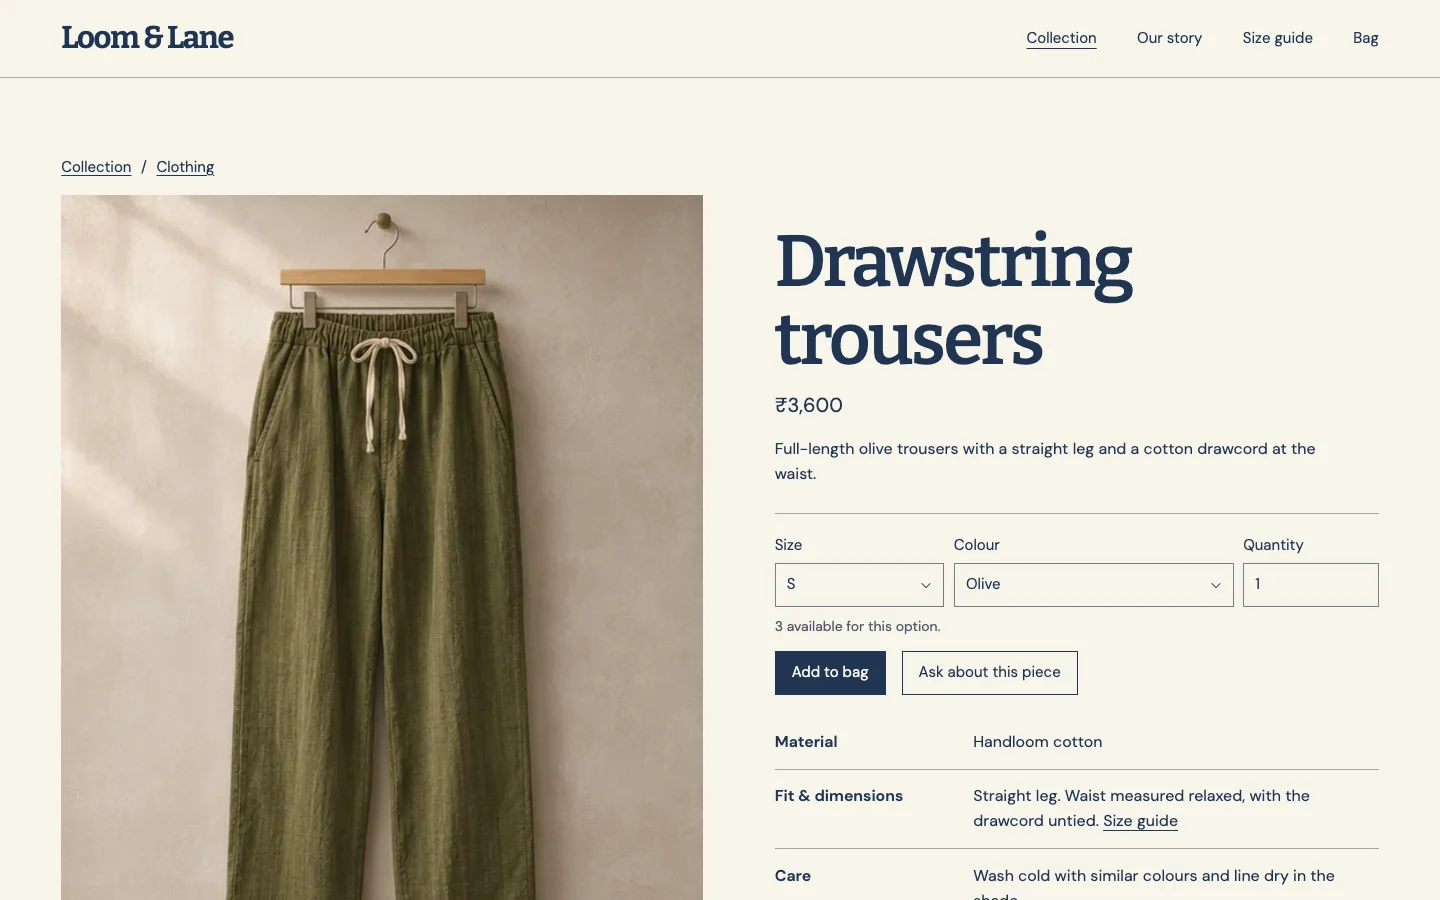 Loom & Lane
Collection
Our story
Size guide
Bag
Collection / Clothing
Drawstring
trousers
₹3,600
Full-length olive trousers with a straight leg and a cotton drawcord at the
waist.
Size
Colour
Quantity
S
Olive
1
3 available for this option.
Add to bag
Ask about this piece
Material
Handloom cotton
Fit & dimensions
Straight leg. Waist measured relaxed, with the
drawcord untied. Size guide
Care
Wash cold with similar colours and line dry in the
shade.